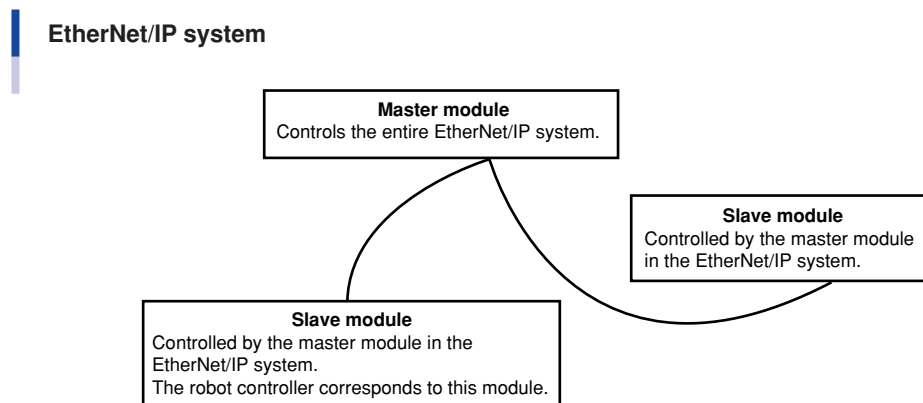 EtherNet/IP system
Master module
Controls the entire EtherNet/IP system.
Slave module
Controlled by the master module
in the EtherNet/IP system.
Slave module
Controlled by the master module in the
EtherNet/IP system.
The robot controller corresponds to this module.